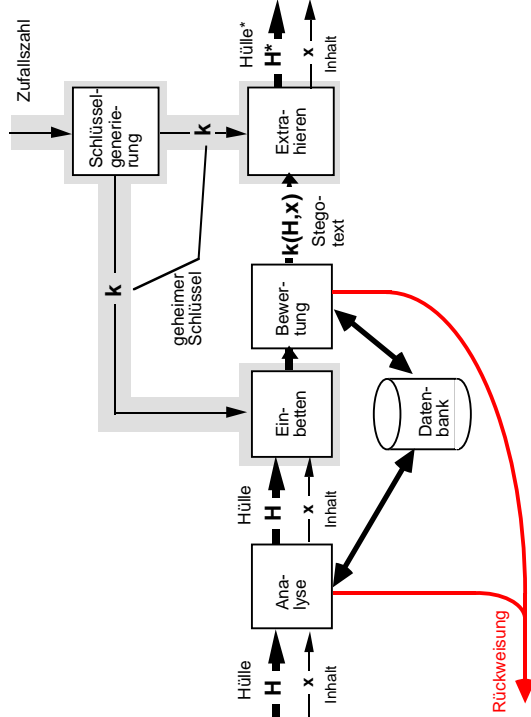 Zufallszahl
Schlüssel-
generie-
rung
k
k
geheimer
Schlüssel
Hülle
H
x
Inhalt
Ana-
lyse
Hülle
H
x
Inhalt
Ein-
betten
Bewer-
tung
k(H,x)
Stego-
text
Extra-
hieren
Hülle*
H*
x
Inhalt
Daten-
bank
Rückweisung